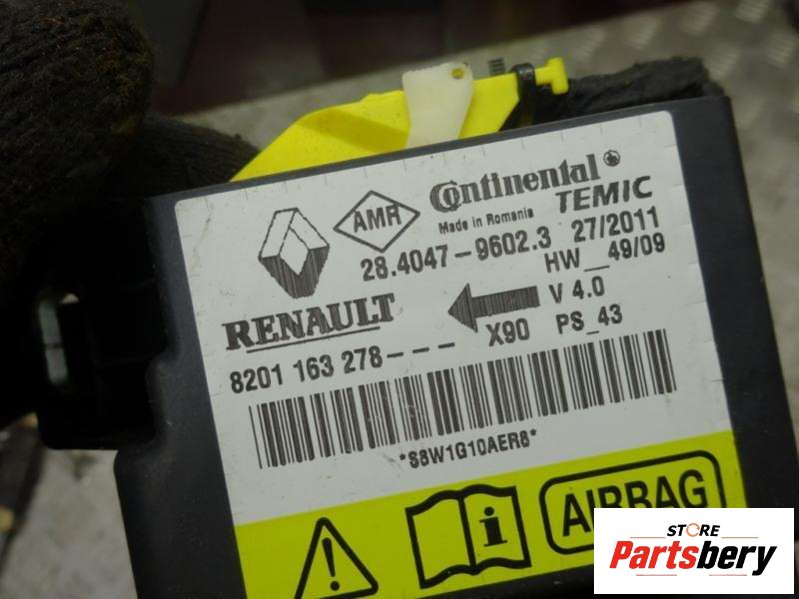 AMR
Continental
TEMIC
Made in Romania
28.4047-9602.3 27/2011
HW__49/09
RENAULT
V 4.0
8201 163 278---
X90 PS_43
*S8W1G10AER8*
i
AIRBAG
STORE
Partsbery